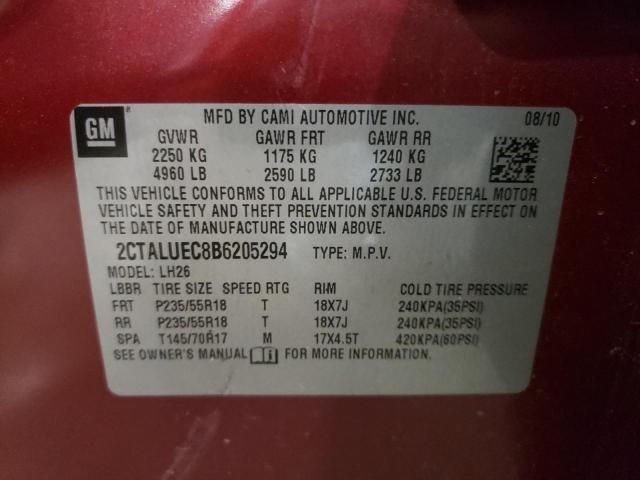 GM
MFD BY CAMI AUTOMOTIVE INC. 08/10
GVWR GAWR FRT GAWR RR
2250 KG 1175 KG 1240 KG
4960 LB 2590 LB 2733 LB
THIS VEHICLE CONFORMS TO ALL APPLICABLE U.S. FEDERAL MOTOR
VEHICLE SAFETY AND THEFT PREVENTION STANDARDS IN EFFECT ON
THE DATE OF MANUFACTURE SHOWN ABOVE.
2CTALUEC8B6205294 TYPE: M.P.V.
MODEL: LH26
LBBR TIRE SIZE SPEED RTG RIM COLD TIRE PRESSURE
FRT P235/55R18 T 18X7J 240KPA(35PSI)
RR P235/55R18 T 18X7J 240KPA(35PSI)
SPA T145/70R17 M 17X4.5T 420KPA(60PSI)
SEE OWNER'S MANUAL FOR MORE INFORMATION.